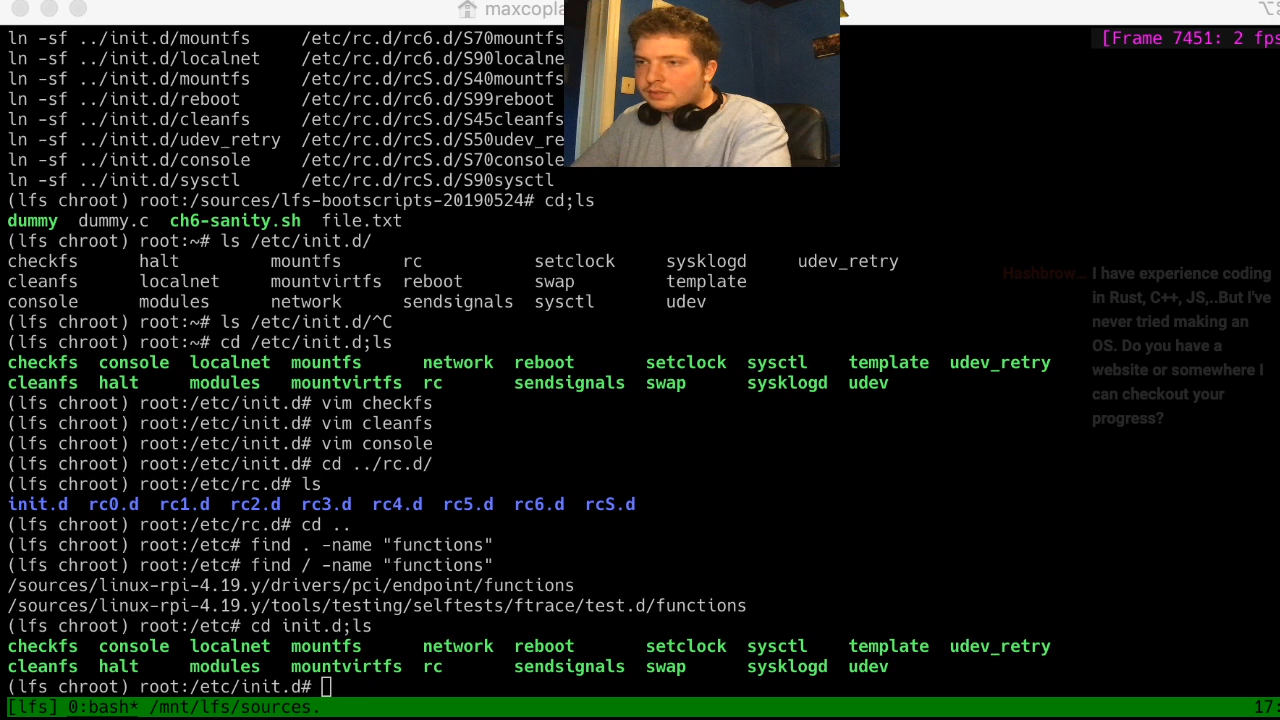 maxcopla
[Frame 7451: 2 fps
ln -sf ../init.d/mountfs /etc/rc.d/rc6.d/S70mountfs
ln -sf ../init.d/localnet /etc/rc.d/rc6.d/S90localne
ln -sf ../init.d/mountfs /etc/rc.d/rcS.d/S40mountfs
ln -sf ../init.d/reboot /etc/rc.d/rc6.d/S99reboot
ln -sf ../init.d/cleanfs /etc/rc.d/rcS.d/S45cleanfs
ln -sf ../init.d/udev_retry /etc/rc.d/rcS.d/S50udev_re
ln -sf ../init.d/console /etc/rc.d/rcS.d/S70console
ln -sf ../init.d/sysctl /etc/rc.d/rcS.d/S90sysctl
(lfs chroot) root:/sources/lfs-bootscripts-20190524# cd;ls
dummy dummy.c ch6-sanity.sh file.txt
(lfs chroot) root:~# ls /etc/init.d/
checkfs halt mountfs rc setclock sysklogd udev_retry
cleanfs localnet mountvirtfs reboot swap template
console modules network sendsignals sysctl udev
(lfs chroot) root:~# ls /etc/init.d/^C
(lfs chroot) root:~# cd /etc/init.d;ls
checkfs console localnet mountfs network reboot setclock sysctl template udev_retry
cleanfs halt modules mountvirtfs rc sendsignals swap sysklogd udev
(lfs chroot) root:/etc/init.d# vim checkfs
(lfs chroot) root:/etc/init.d# vim cleanfs
(lfs chroot) root:/etc/init.d# vim console
(lfs chroot) root:/etc/init.d# cd ../rc.d/
(lfs chroot) root:/etc/rc.d# ls
init.d rc0.d rc1.d rc2.d rc3.d rc4.d rc5.d rc6.d rcS.d
(lfs chroot) root:/etc/rc.d# cd ..
(lfs chroot) root:/etc# find . -name "functions"
(lfs chroot) root:/etc# find / -name "functions"
/sources/linux-rpi-4.19.y/drivers/pci/endpoint/functions
/sources/linux-rpi-4.19.y/tools/testing/selftests/ftrace/test.d/functions
(lfs chroot) root:/etc# cd init.d;ls
checkfs console localnet mountfs network reboot setclock sysctl template udev_retry
cleanfs halt modules mountvirtfs rc sendsignals swap sysklogd udev
(lfs chroot) root:/etc/init.d#
[lfs] 0:bash* /mnt/lfs/sources. 17:
Hashbrow… I have experience coding
in Rust, C++, JS,..But I've
never tried making an
OS. Do you have a
website or somewhere I
can checkout your
progress?